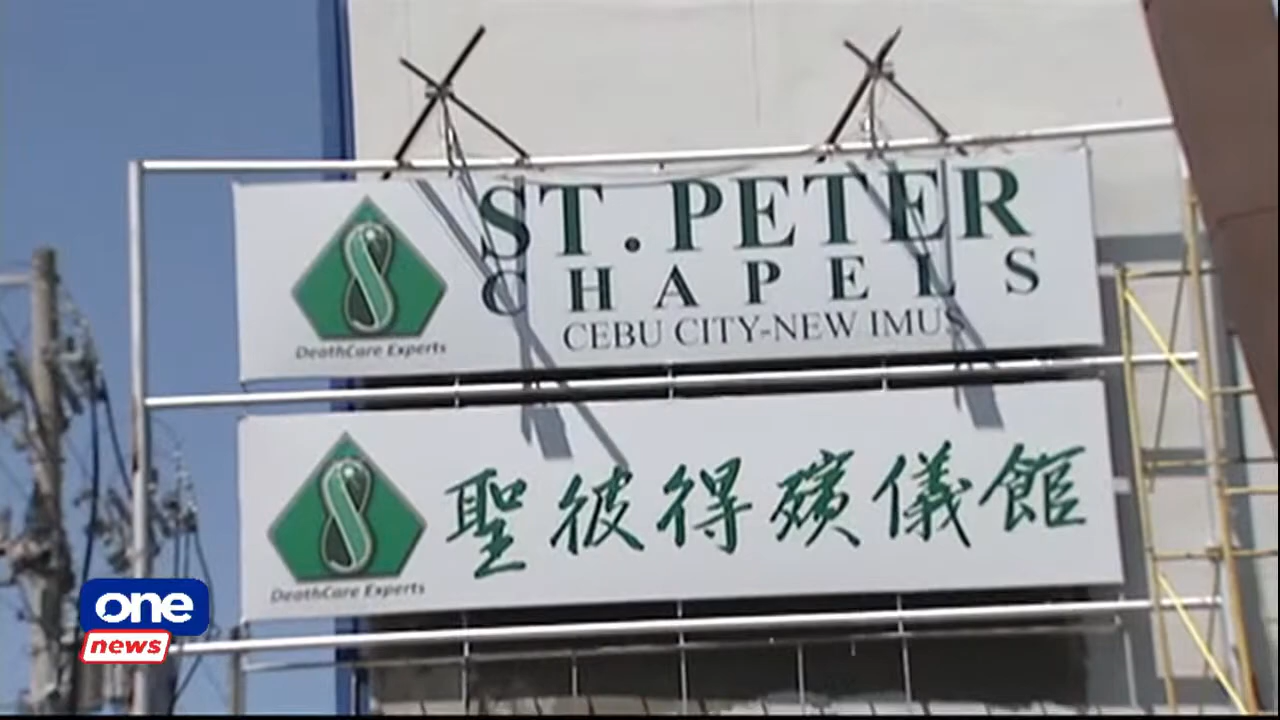 ST. PETER
CHAPELS
CEBU CITY-NEW IMUS
DeathCare Experts
聖彼得殯儀館
DeathCare Experts
one
news